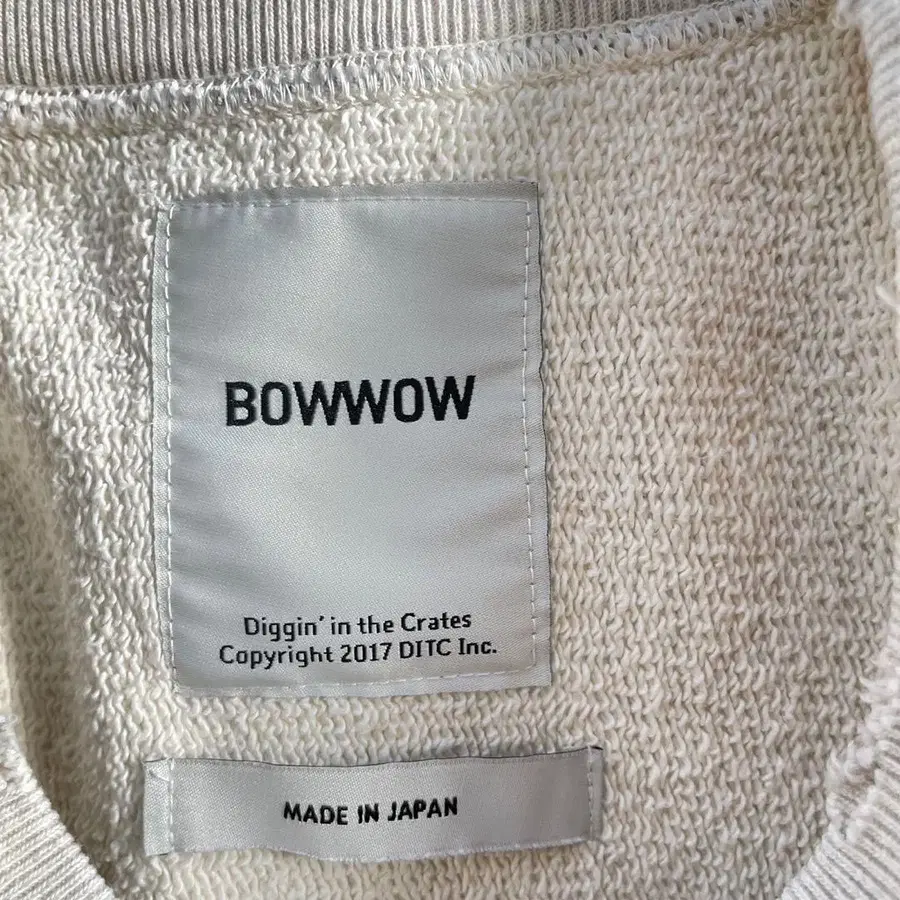 BOWWOW
Diggin' in the Crates
Copyright 2017 DITC Inc.
MADE IN JAPAN